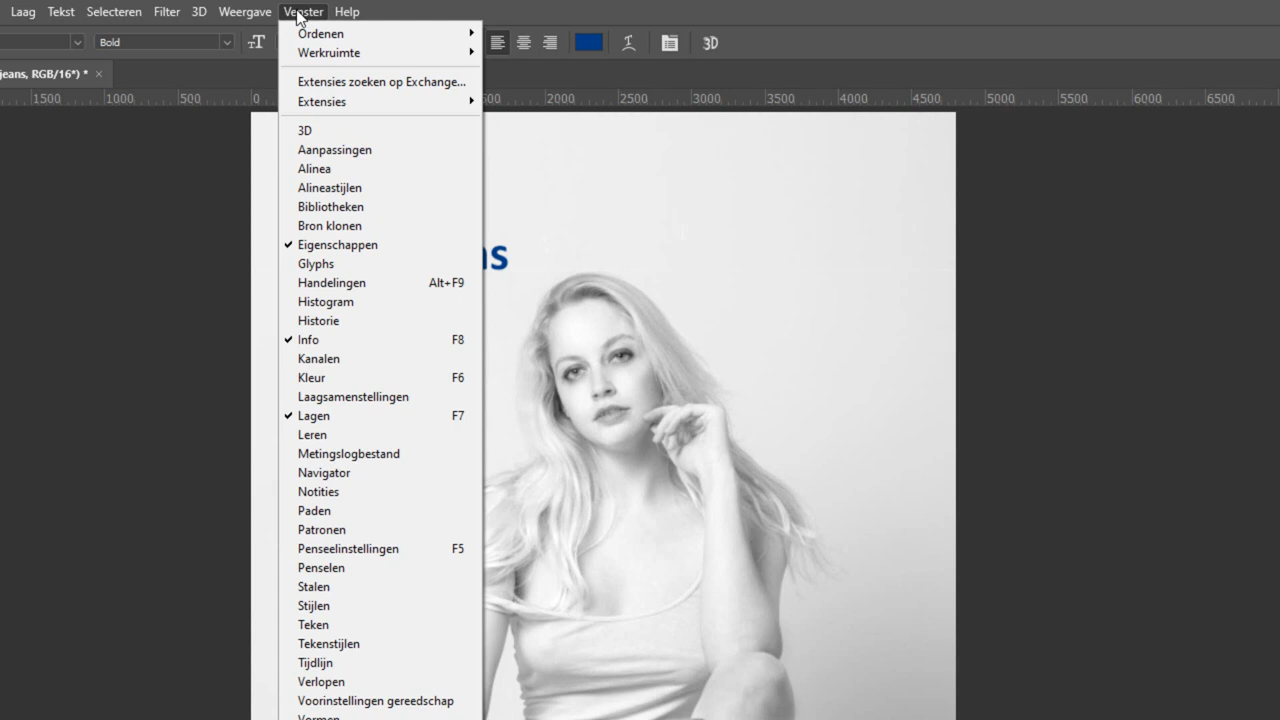 Laag Tekst Selecteren Filter 3D Weergave Venster Help
Bold
3D
jeans, RGB/16*) *
1500 1000 500 0 500 2000 2500 3000 3500 4000 4500 5000 5500 6000 6500
Ordenen
Werkruimte
Extensies zoeken op Exchange...
Extensies
3D
Aanpassingen
Alinea
Alineastijlen
Bibliotheken
Bron klonen
Eigenschappen
Glyphs
Handelingen Alt+F9
Histogram
Historie
Info F8
Kanalen
Kleur F6
Laagsamenstellingen
Lagen F7
Leren
Metingslogbestand
Navigator
Notities
Paden
Patronen
Penseelinstellingen F5
Penselen
Stalen
Stijlen
Teken
Tekenstijlen
Tijdlijn
Verlopen
Voorinstellingen gereedschap
Vormen
ns